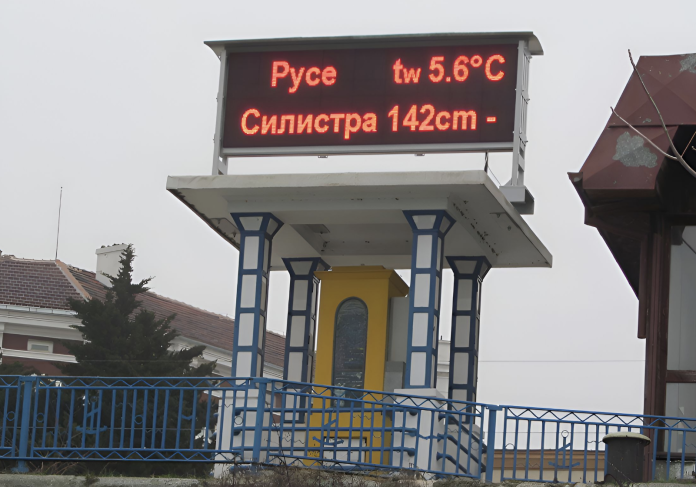 Русе tw 5.6°C
Силистра 142cm -